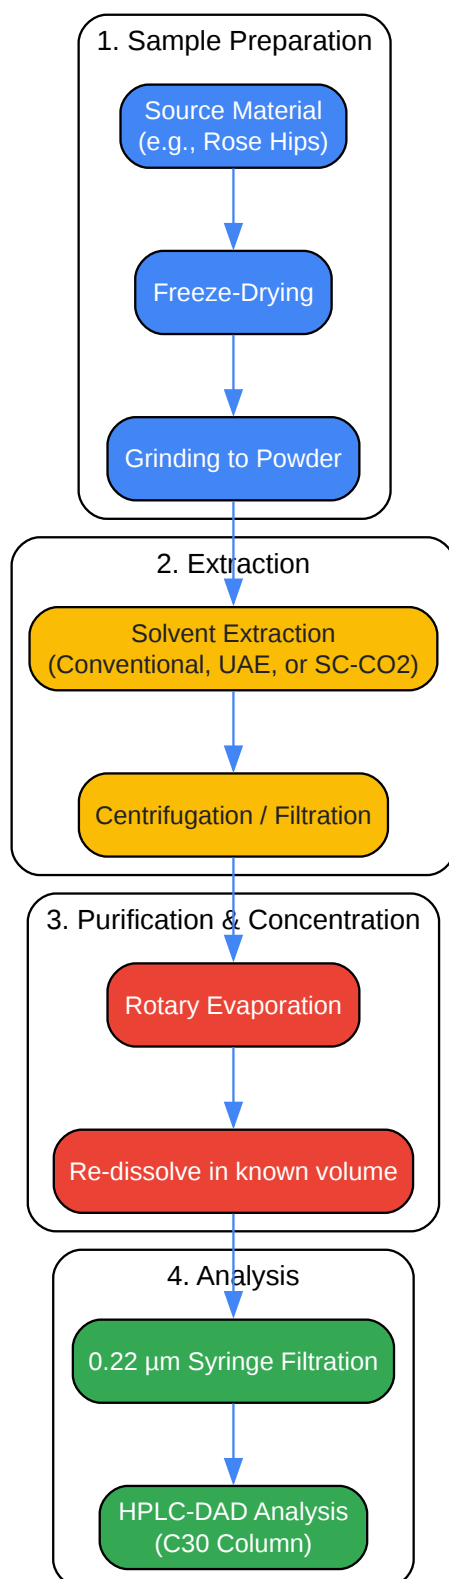 1. Sample Preparation
Source Material
(e.g., Rose Hips)
Freeze-Drying
Grinding to Powder
2. Extraction
Solvent Extraction
(Conventional, UAE, or SC-CO2)
Centrifugation / Filtration
3. Purification & Concentration
Rotary Evaporation
Re-dissolve in known volume
4. Analysis
0.22 µm Syringe Filtration
HPLC-DAD Analysis
(C30 Column)